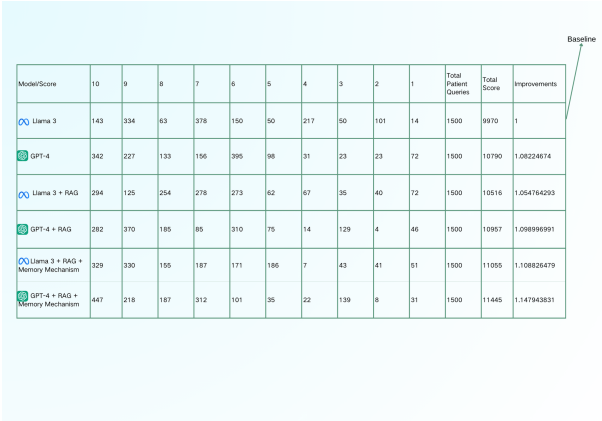 Baseline
Model/Score 10 9 8 7 6 5 4 3 2 1 Total Patient Queries Total Score Improvements
Llama 3 143 334 63 378 150 50 217 50 101 14 1500 9970 1
GPT-4 342 227 133 156 395 98 31 23 23 72 1500 10790 1.08224674
Llama 3 + RAG 294 125 254 278 273 62 67 35 40 72 1500 10516 1.054764293
GPT-4 + RAG 282 370 185 85 310 75 14 129 4 46 1500 10957 1.098996991
Llama 3 + RAG + Memory Mechanism 329 330 155 187 171 186 7 43 41 51 1500 11055 1.108826479
GPT-4 + RAG + Memory Mechanism 447 218 187 312 101 35 22 139 8 31 1500 11445 1.147943831